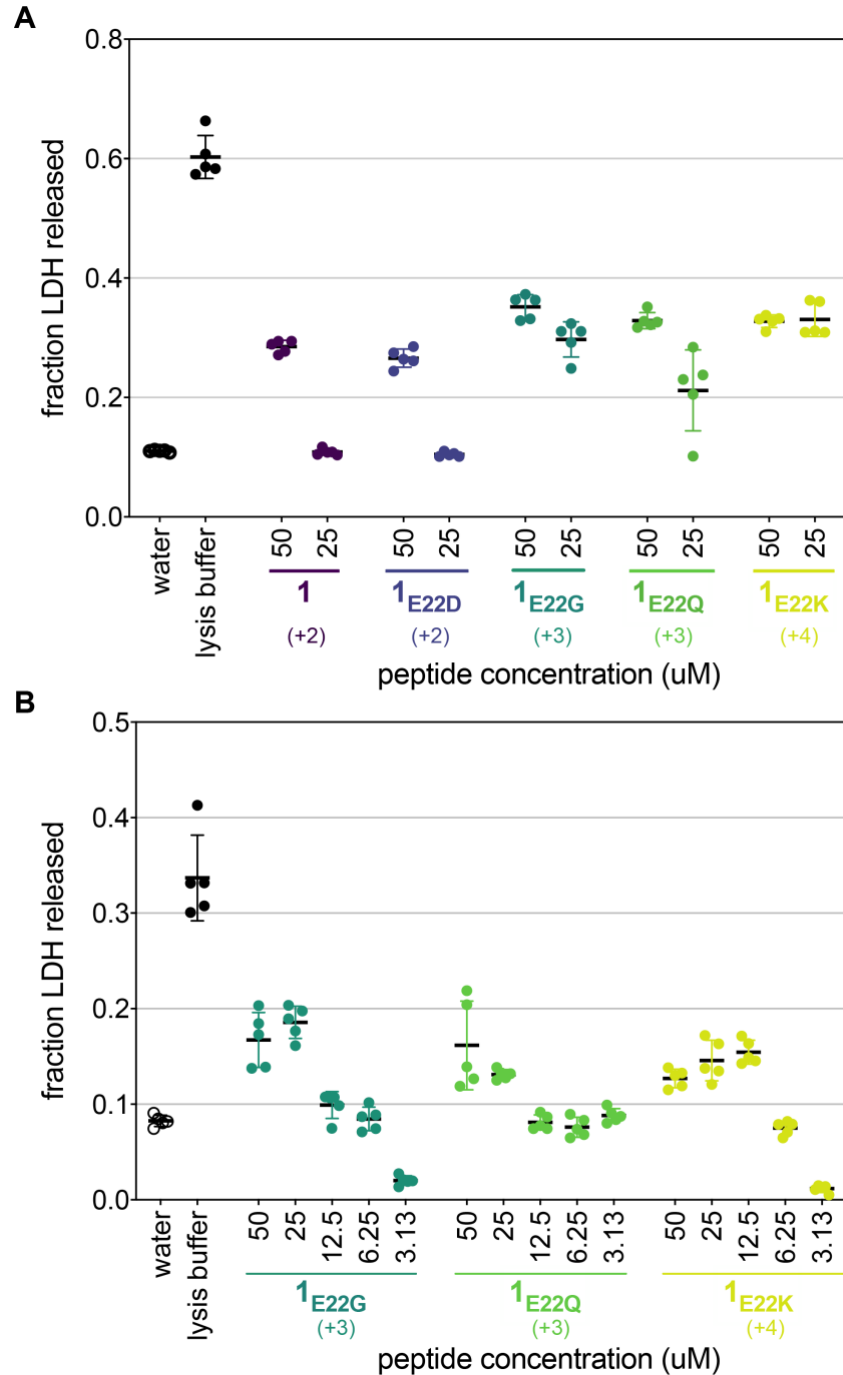 A
fraction LDH released
0.8
0.6
0.4
0.2
0.0
water
lysis buffer
50 25 50 25 50 25 50 25 50 25
1 1E22D 1E22G 1E22Q 1E22K
(+2) (+2) (+3) (+3) (+4)
peptide concentration (uM)
B
fraction LDH released
0.5
0.4
0.3
0.2
0.1
0.0
water
lysis buffer
50 25 12.5 6.25 3.13 50 25 12.5 6.25 3.13 50 25 12.5 6.25 3.13
1E22G 1E22Q 1E22K
(+3) (+3) (+4)
peptide concentration (uM)